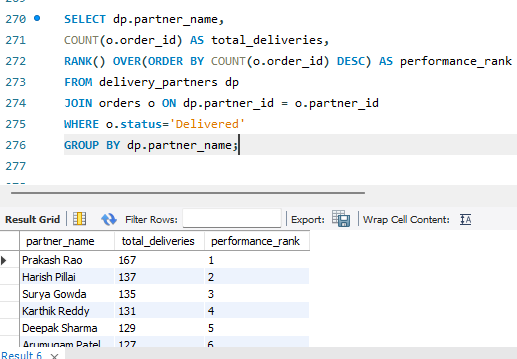 270 SELECT dp.partner_name,
271 COUNT(o.order_id) AS total_deliveries,
272 RANK() OVER(ORDER BY COUNT(o.order_id) DESC) AS performance_rank
273 FROM delivery_partners dp
274 JOIN orders o ON dp.partner_id = o.partner_id
275 WHERE o.status='Delivered'
276 GROUP BY dp.partner_name;
277
Result Grid Filter Rows: Export: Wrap Cell Content:
partner_name total_deliveries performance_rank
Prakash Rao 167 1
Harish Pillai 137 2
Surya Gowda 135 3
Karthik Reddy 131 4
Deepak Sharma 129 5
Arumugam Patel 127 6
Result 6